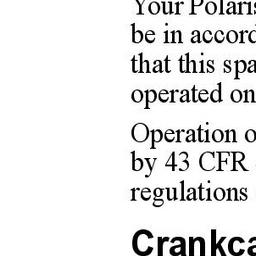 Your Polaris
be in accord
that this spa
operated on
Operation o
by 43 CFR
regulations
Crankca